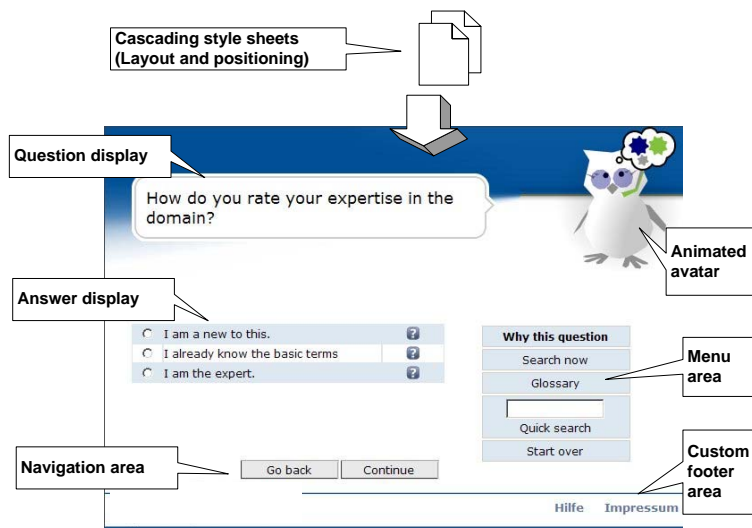 Cascading style sheets
(Layout and positioning)
Question display
How do you rate your expertise in the
domain?
Animated
avatar
Answer display
I am a new to this.
I already know the basic terms
I am the expert.
Why this question
Search now
Glossary
Quick search
Start over
Menu
area
Navigation area
Go back
Continue
Custom
footer
area
Hilfe Impressum